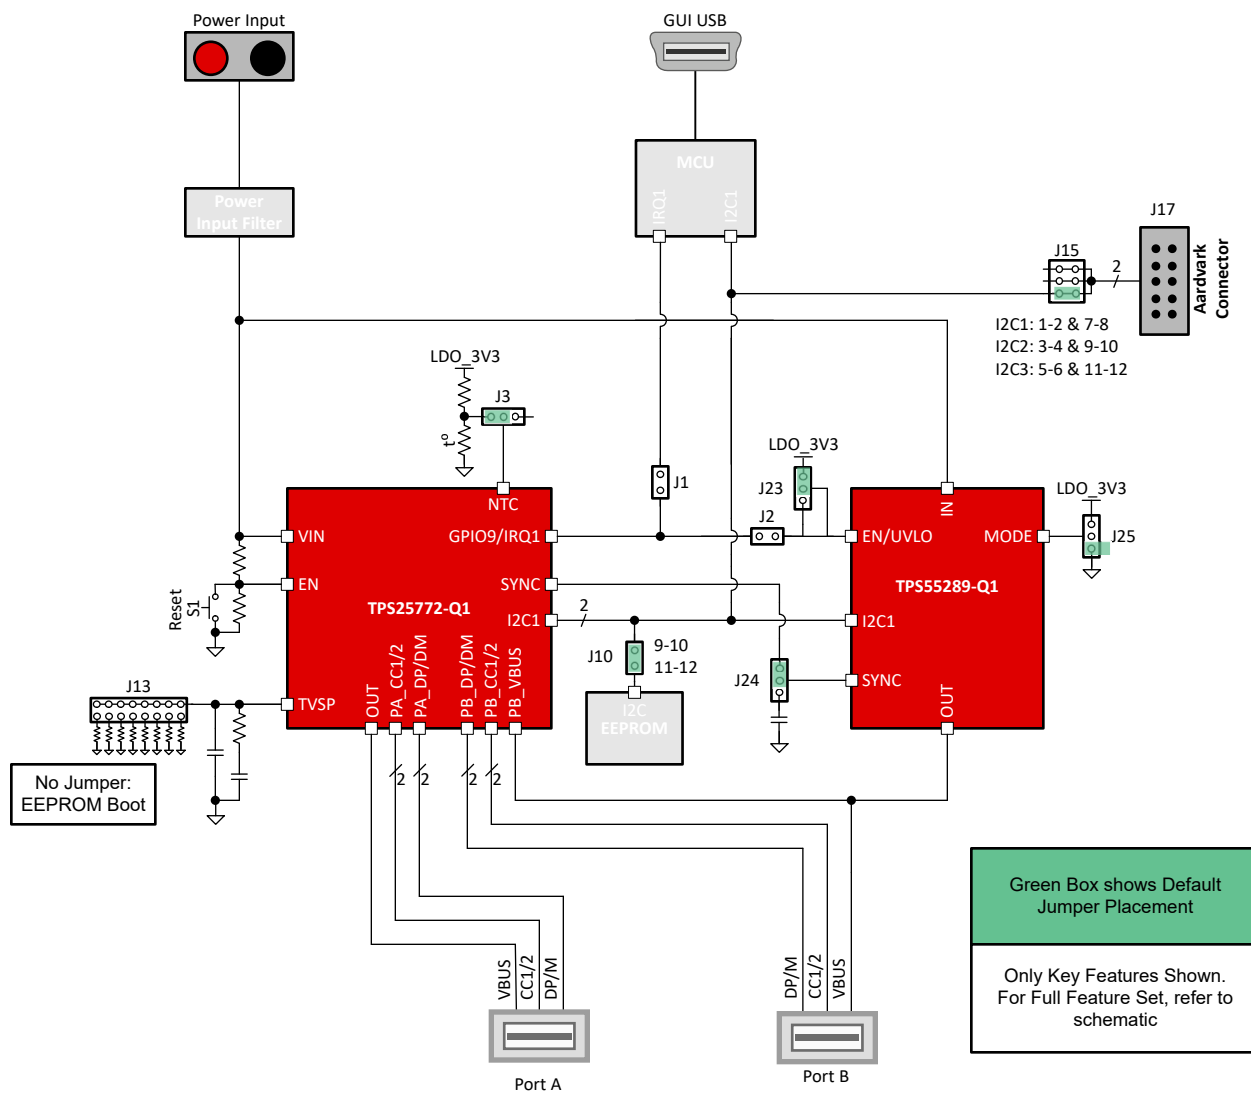 Power Input
GUI USB
MCU
IRQ1
I2C1
Power
Input Filter
J17
J15
2
Aardvark
Connector
I2C1: 1-2 & 7-8
I2C2: 3-4 & 9-10
I2C3: 5-6 & 11-12
LDO_3V3
J3
to
LDO_3V3
J23
J1
J2
LDO_3V3
J25
NTC
VIN
GPIO9/IRQ1
EN
SYNC
TPS25772-Q1
I2C1
2
TVSP
OUT
PA_CC1/2
PA_DP/DM
PB_DP/DM
PB_CC1/2
PB_VBUS
IN
EN/UVLO
MODE
TPS55289-Q1
I2C1
SYNC
OUT
Reset
S1
J10
9-10
11-12
J24
I2C
EEPROM
J13
No Jumper:
EEPROM Boot
2
2
2
2
VBUS
CC1/2
DP/M
DP/M
CC1/2
VBUS
Port A
Port B
Green Box shows Default
Jumper Placement
Only Key Features Shown.
For Full Feature Set, refer to
schematic